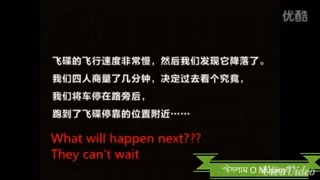 优酷
飞碟的飞行速度非常慢，然后我们发现它降落了。
我们四人商量了几分钟，决定过去看个究竟，
我们将车停在路旁后，
跑到了飞碟停靠的位置附近……
What will happen next???
They can't wait
"ইসলাম O Muslim"
VivaVideo